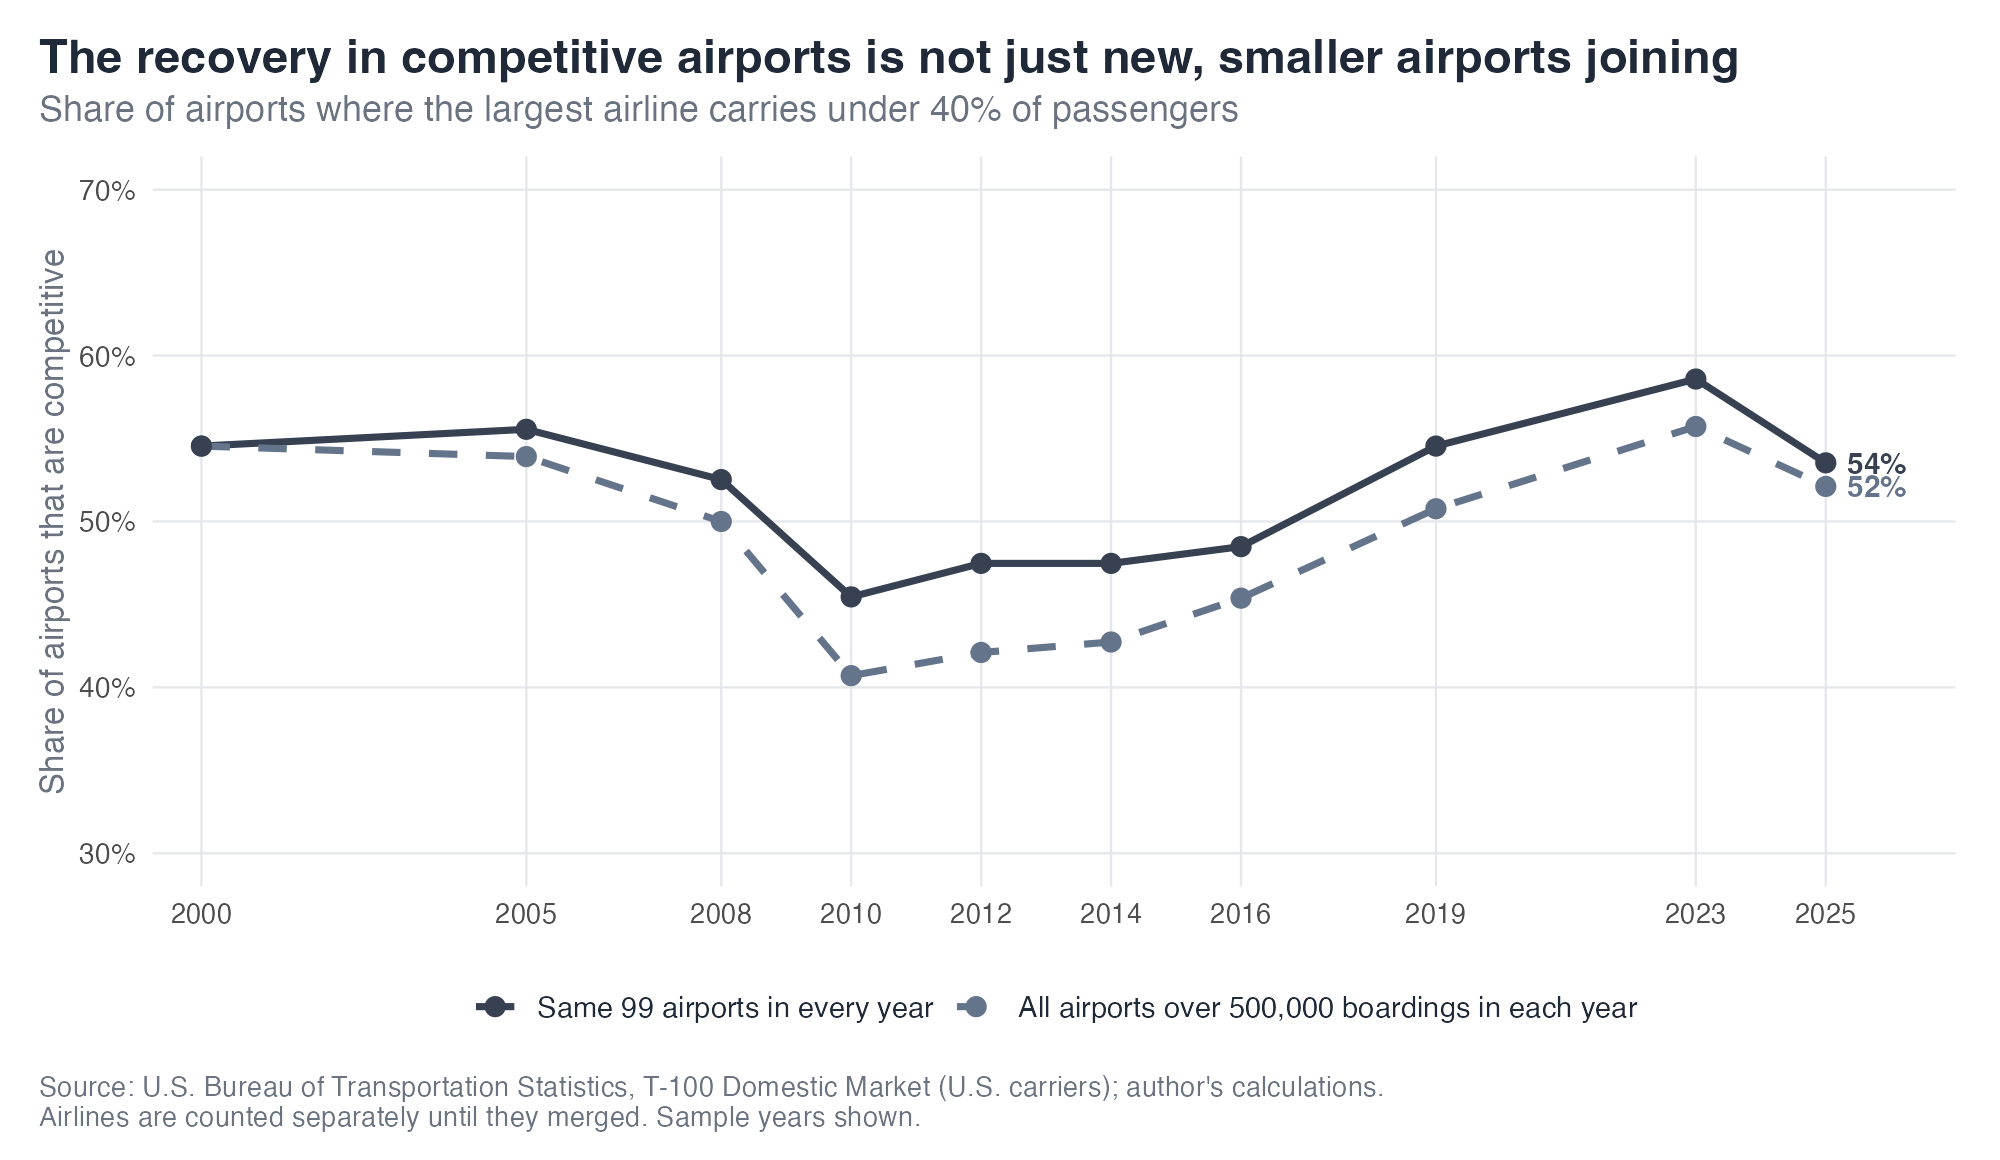 The recovery in competitive airports is not just new, smaller airports joining
Share of airports where the largest airline carries under 40% of passengers
Share of airports that are competitive
70%
60%
50%
40%
30%
54%
52%
2000 2005 2008 2010 2012 2014 2016 2019 2023 2025
Same 99 airports in every year All airports over 500,000 boardings in each year
Source: U.S. Bureau of Transportation Statistics, T-100 Domestic Market (U.S. carriers); author's calculations.
Airlines are counted separately until they merged. Sample years shown.